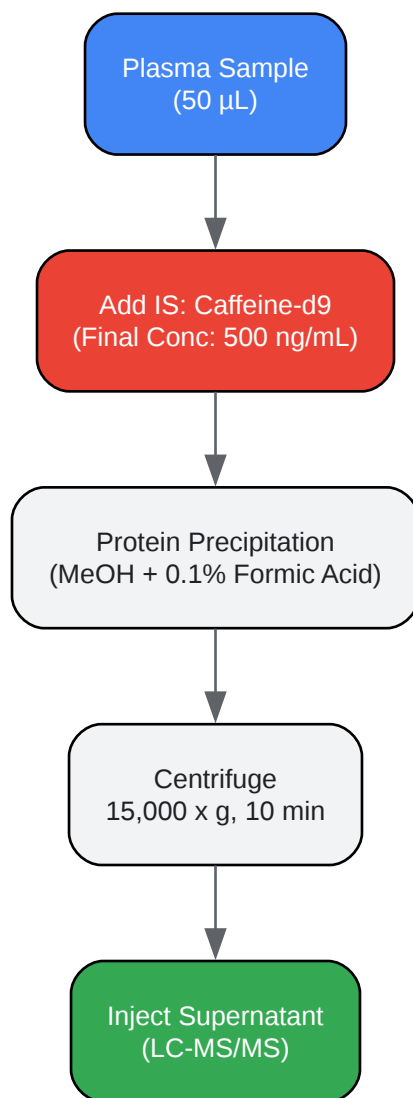 Plasma Sample
(50 µL)
Add IS: Caffeine-d9
(Final Conc: 500 ng/mL)
Protein Precipitation
(MeOH + 0.1% Formic Acid)
Centrifuge
15,000 x g, 10 min
Inject Supernatant
(LC-MS/MS)